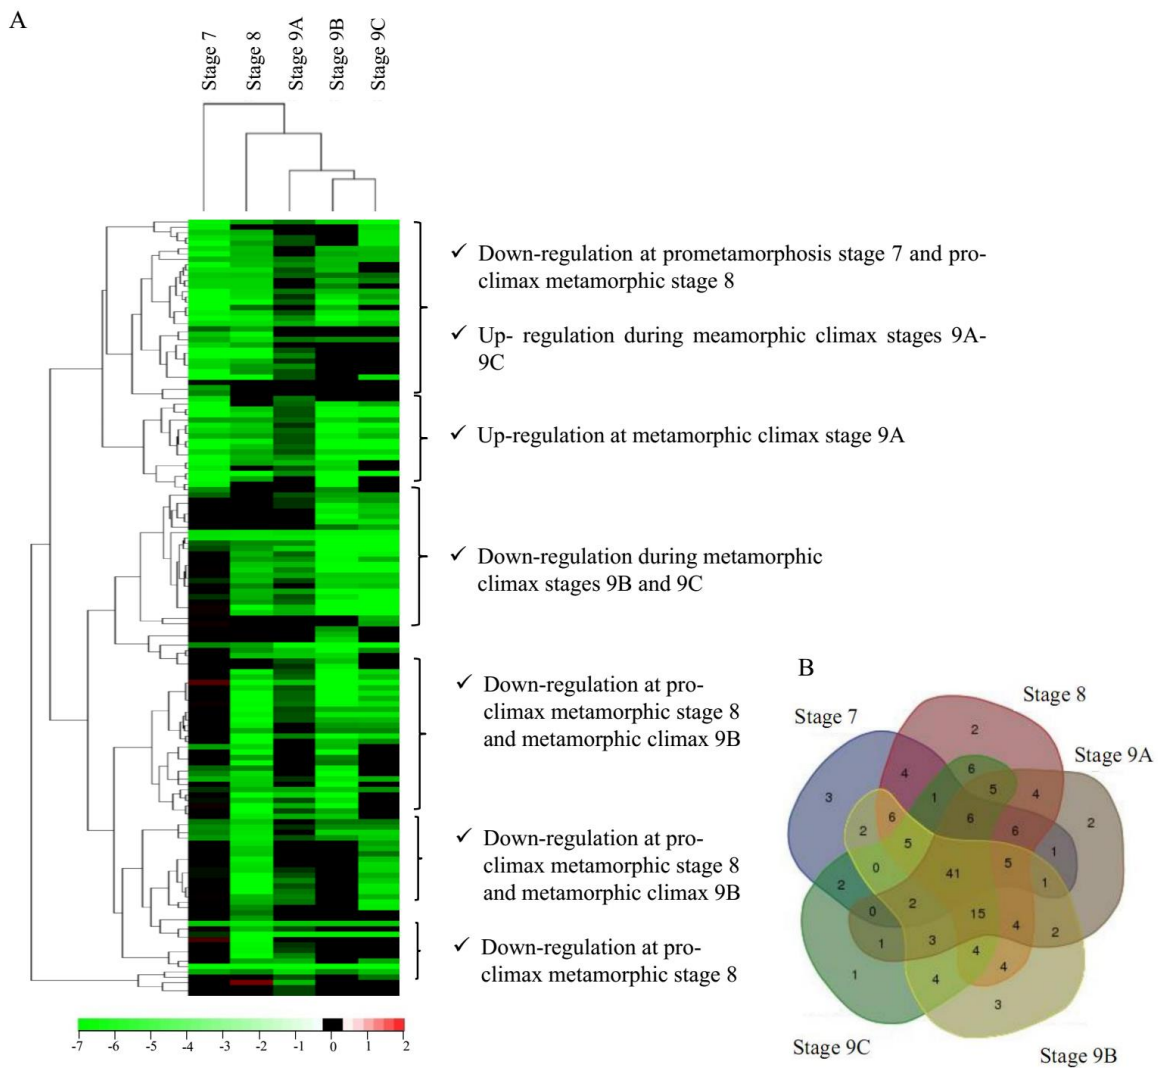 A
Stage 7
Stage 8
Stage 9A
Stage 9B
Stage 9C
✓ Down-regulation at prometamorphosis stage 7 and pro-
climax metamorphic stage 8
✓ Up- regulation during meamorphic climax stages 9A-
9C
✓ Up-regulation at metamorphic climax stage 9A
✓ Down-regulation during metamorphic
climax stages 9B and 9C
✓ Down-regulation at pro-
climax metamorphic stage 8
and metamorphic climax 9B
✓ Down-regulation at pro-
climax metamorphic stage 8
and metamorphic climax 9B
✓ Down-regulation at pro-
climax metamorphic stage 8
-7 -6 -5 -4 -3 -2 -1 0 1 2
B
Stage 8
Stage 7
Stage 9A
2
4
6
3
1
5
4
2
6
6
2
5
6
1
0
41
5
1
2
0
2
15
4
2
1
3
4
1
4
4
3
Stage 9C
Stage 9B